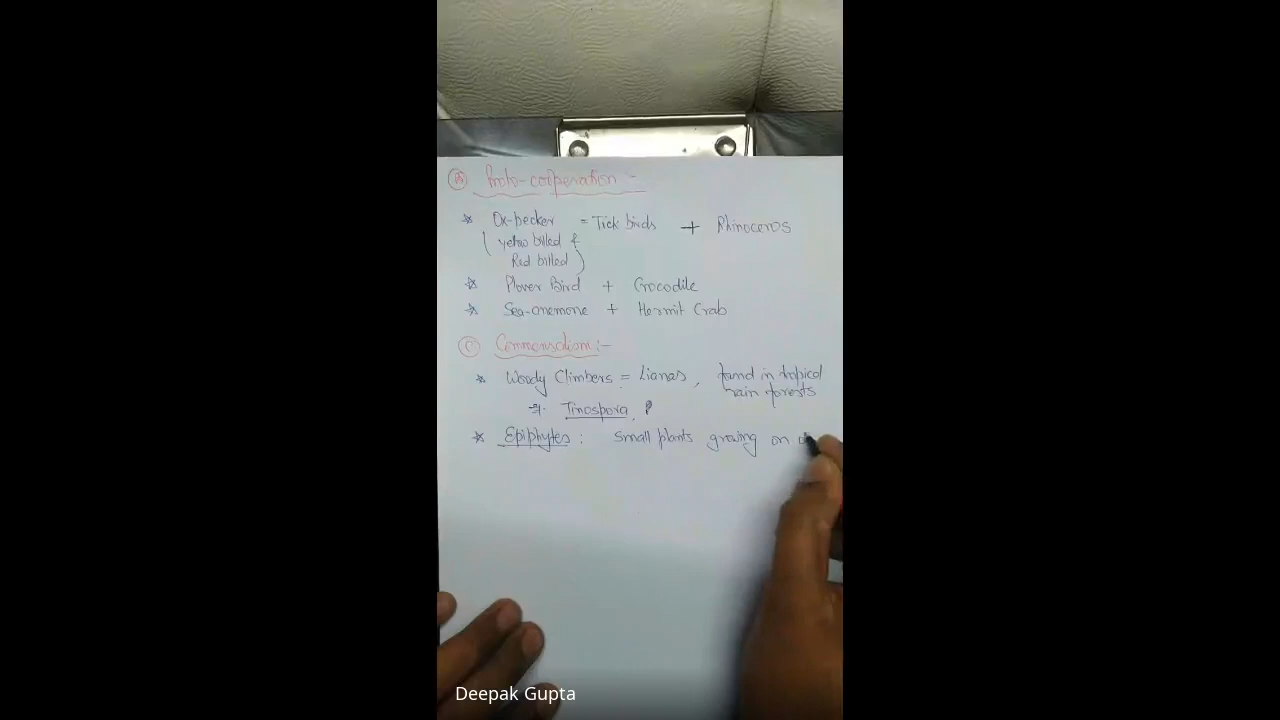 Proto-cooperation :-
* Ox-pecker = Tick birds + Rhinoceros
( yellow billed &
Red billed )
* Plover Bird + Crocodile
* Sea-anemone + Hermit Crab
C Commensalism :-
* Woody Climbers = Lianas, found in tropical
rain forests
Tinospora,
* Epiphytes : Small plants growing on
Deepak Gupta